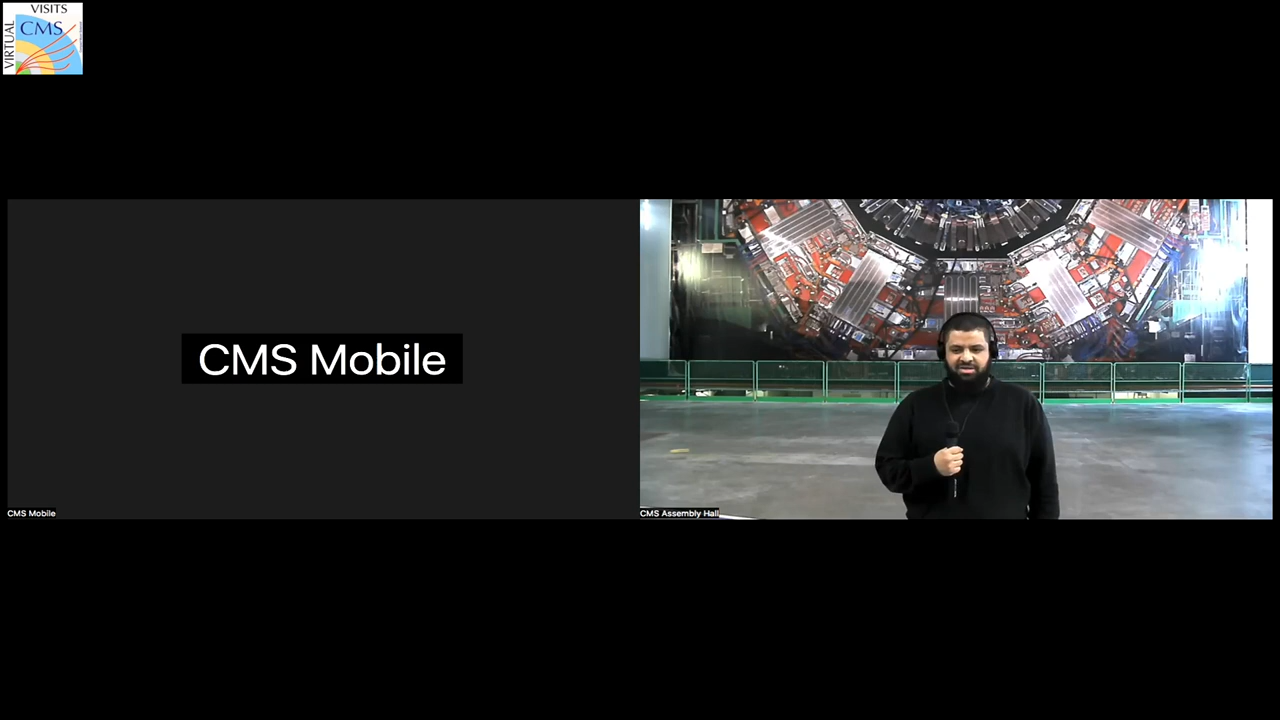 VISITS
VIRTUAL
CMS
CMS Mobile
CMS Mobile
CMS Assembly Hall